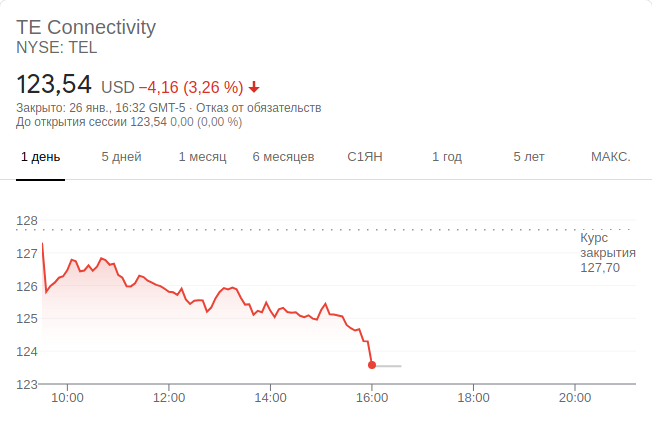 TE Connectivity
NYSE: TEL
123,54 USD −4,16 (3,26 %)
Закрыто: 26 янв., 16:32 GMT-5 · Отказ от обязательств
До открытия сессии 123,54 0,00 (0,00 %)
1 день 5 дней 1 месяц 6 месяцев С1ЯН 1 год 5 лет МАКС.
128
Курс
127 закрытия
127,70
126
125
124
123
10:00 12:00 14:00 16:00 18:00 20:00